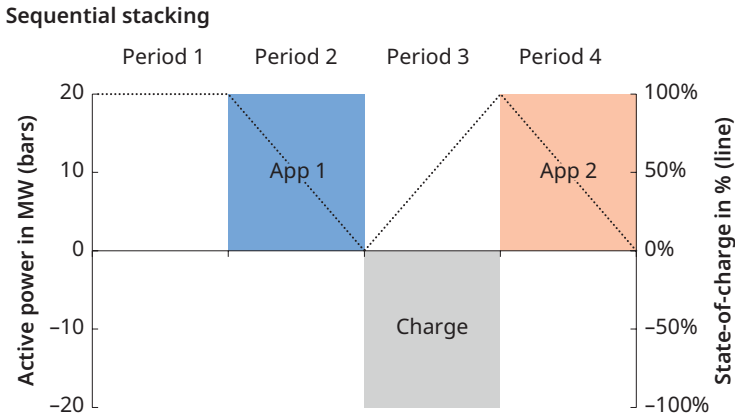 Sequential stacking
Period 1 Period 2 Period 3 Period 4
Active power in MW (bars)
20
10
0
–10
–20
App 1
App 2
Charge
100%
50%
0%
–50%
–100%
State-of-charge in % (line)